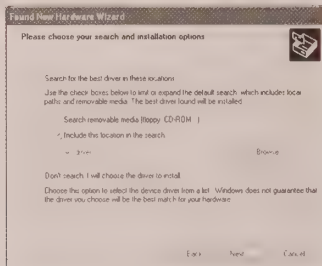 Found New Hardware Wizard
Please choose your search and installation options
Search for the best driver in these locations
Use the check boxes below to limit or expand the default search, which includes local
paths and removable media. The best driver found will be installed
Search removable media (floppy, CD-ROM )
Include this location in the search
Browse
Don't search. I will choose the driver to install
Choose this option to select the device driver from a list. Windows does not guarantee that
the driver you choose will be the best match for your hardware
Back Next Cancel